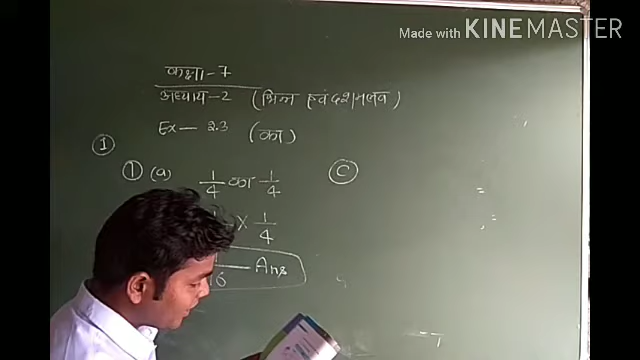 Made with KINEMASTER
कक्षा-7
अध्याय-2 (भिन्न एवं दशमलव)
Ex- 2.3 (का)
①
① (a) 1/4 का 1/4
Ⓒ
X 1/4
Ans